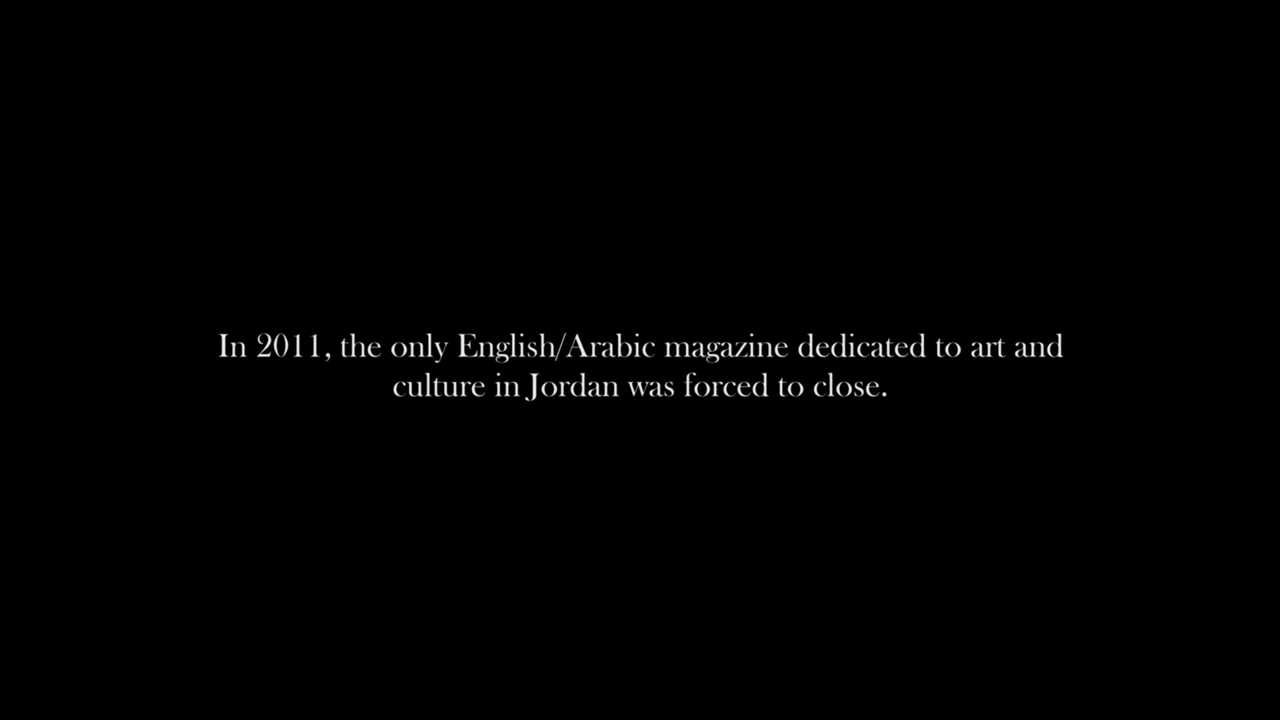 In 2011, the only English/Arabic magazine dedicated to art and
culture in Jordan was forced to close.